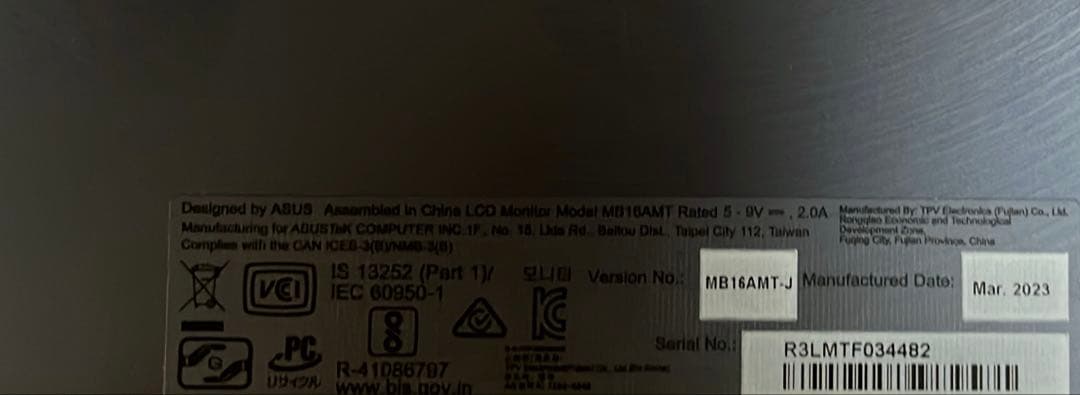 Designed by ASUS Assembled in China LCD Monitor Model MB16AMT Rated 5 - 9V ⎓, 2.0A
Manufacturing for ASUSTeK COMPUTER INC.1F., No. 15, Lide Rd., Beitou Dist., Taipei City 112, Taiwan
Complies with the CAN ICES-3(B)/NMB-3(B)
Manufactured By: TPV Electronics (Fujian) Co., Ltd.
Rongqiao Economic and Technological
Development Zone,
Fuqing City, Fujian Province, China
IS 13252 (Part 1)/
IEC 60950-1
모니터
Version No.: MB16AMT-J
Manufactured Date: Mar. 2023
VCCI
Serial No.: R3LMTF034482
G
PC
リサイクル
R-41086797
www.bis.gov.in